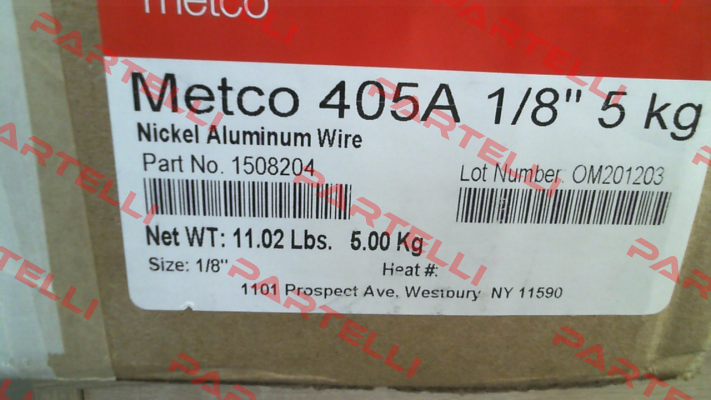 metco
Metco 405A 1/8" 5 kg
Nickel Aluminum Wire
Part No. 1508204
Lot Number OM201203
Net WT: 11.02 Lbs. 5.00 Kg
Size: 1/8"
Heat #:
1101 Prospect Ave, Westbury NY 11590
PARTELLI